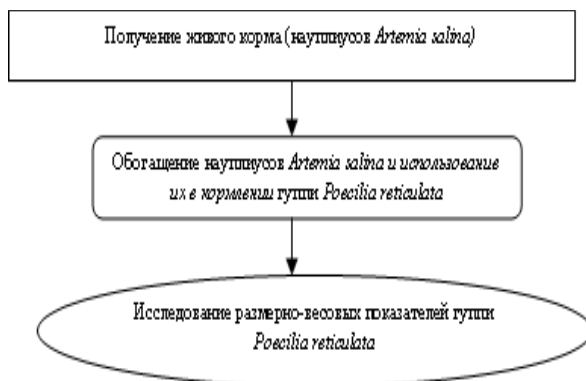 Получение живого корма (науплиусов Artemia salina)
Обогащение науплиусов Artemia salina и использование
их в кормлении гуппи Poecilia reticulata
Исследование размерно-весовых показателей гуппи
Poecilia reticulata